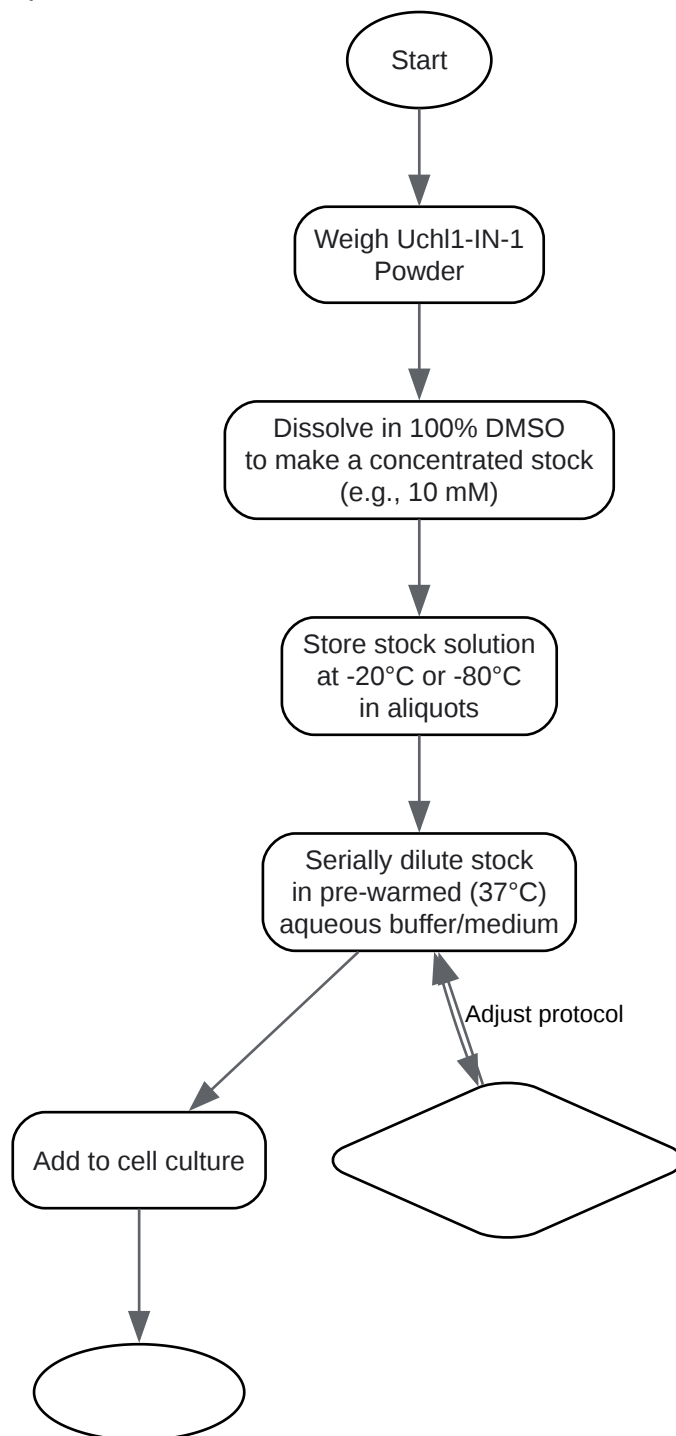 Start
Weigh Uchl1-IN-1
Powder
Dissolve in 100% DMSO
to make a concentrated stock
(e.g., 10 mM)
Store stock solution
at -20°C or -80°C
in aliquots
Serially dilute stock
in pre-warmed (37°C)
aqueous buffer/medium
Adjust protocol
Add to cell culture